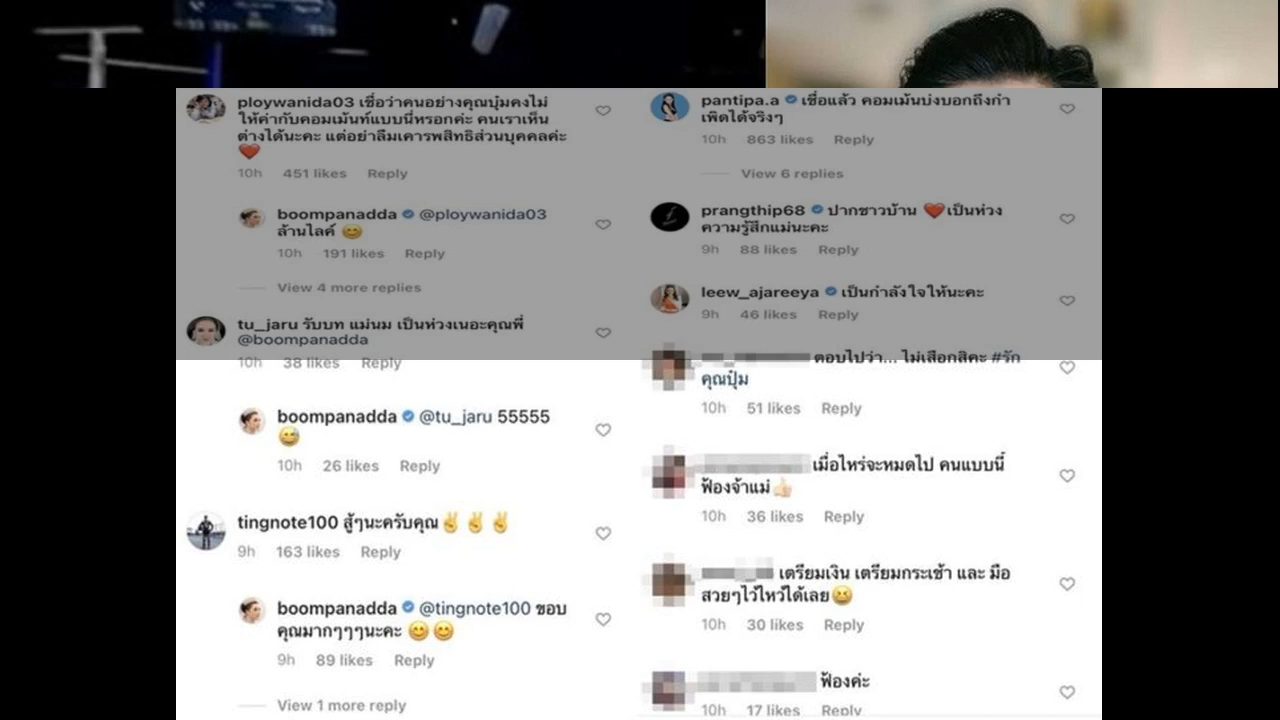 ploywanida03 เชื่อว่าคนอย่างคุณบุ๋มคงไม่
ให้ค่ากับคอมเม้นท์แบบนี้หรอกค่ะ คนเราเห็น
ต่างได้นะคะ แต่อย่าลืมเคารพสิทธิส่วนบุคคลค่ะ
❤️
10h 451 likes Reply
boompanadda @ploywanida03
ล้านไลค์ 😊
10h 191 likes Reply
View 4 more replies
tu_jaru รับบท แม่นม เป็นห่วงเนอะคุณพี่
@boompanadda
10h 38 likes Reply
boompanadda @tu_jaru 55555
😅
10h 26 likes Reply
tingnote100 สู้ๆนะครับคุณ✌️✌️✌️
9h 163 likes Reply
boompanadda @tingnote100 ขอบ
คุณมากๆๆๆนะคะ 😊😊
9h 89 likes Reply
View 1 more reply
pantipa.a เชื่อแล้ว คอมเม้นบ่งบอกถึงกำ
เพิดได้จริงๆ
10h 863 likes Reply
View 6 replies
prangthip68 ปากชาวบ้าน ❤️เป็นห่วง
ความรู้สึกแม่นะคะ
9h 88 likes Reply
leew_ajareeya เป็นกำลังใจให้นะคะ
9h 46 likes Reply
ตอบไปว่า... ไม่เสือกสิคะ #รัก
คุณปุ๋ม
10h 51 likes Reply
เมื่อไหร่จะหมดไป คนแบบนี้
ฟ้องจ้าแม่👍🏻
10h 36 likes Reply
เตรียมเงิน เตรียมกระเช้า และ มือ
สวยๆไว้ไหว้ได้เลย😆
10h 30 likes Reply
ฟ้องค่ะ
10h 17 likes Reply